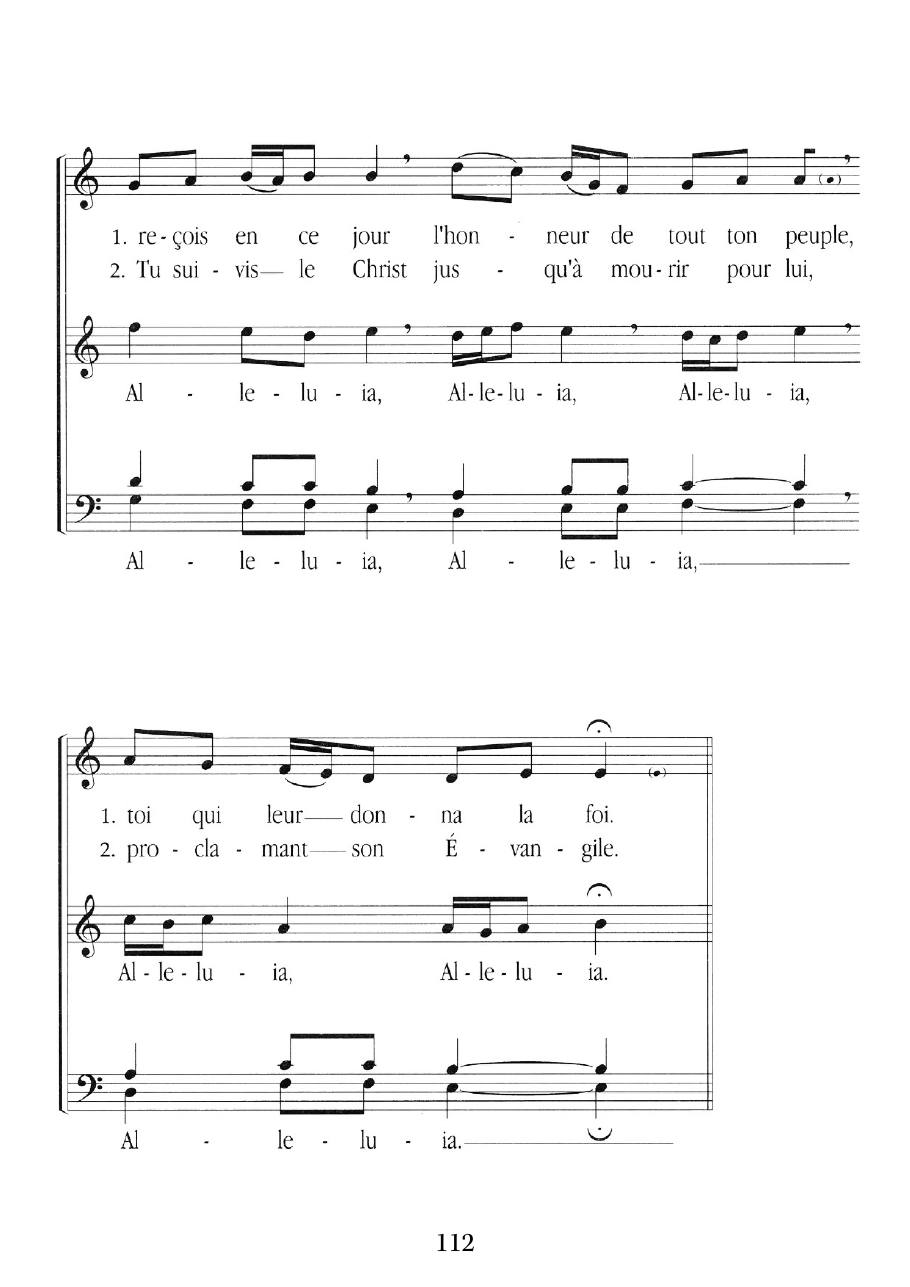 1. re-çois en ce jour l'hon - neur de tout ton peuple,
2. Tu sui - vis— le Christ jus - qu'à mou-rir pour lui,
Al - le - lu - ia, Al-le-lu - ia, Al-le-lu - ia,
Al - le - lu - ia, Al - le - lu - ia,
1. toi qui leur— don - na la foi.
2. pro - cla - mant— son É - van - gile.
Al - le - lu - ia, Al - le - lu - ia.
Al - le - lu - ia.
112